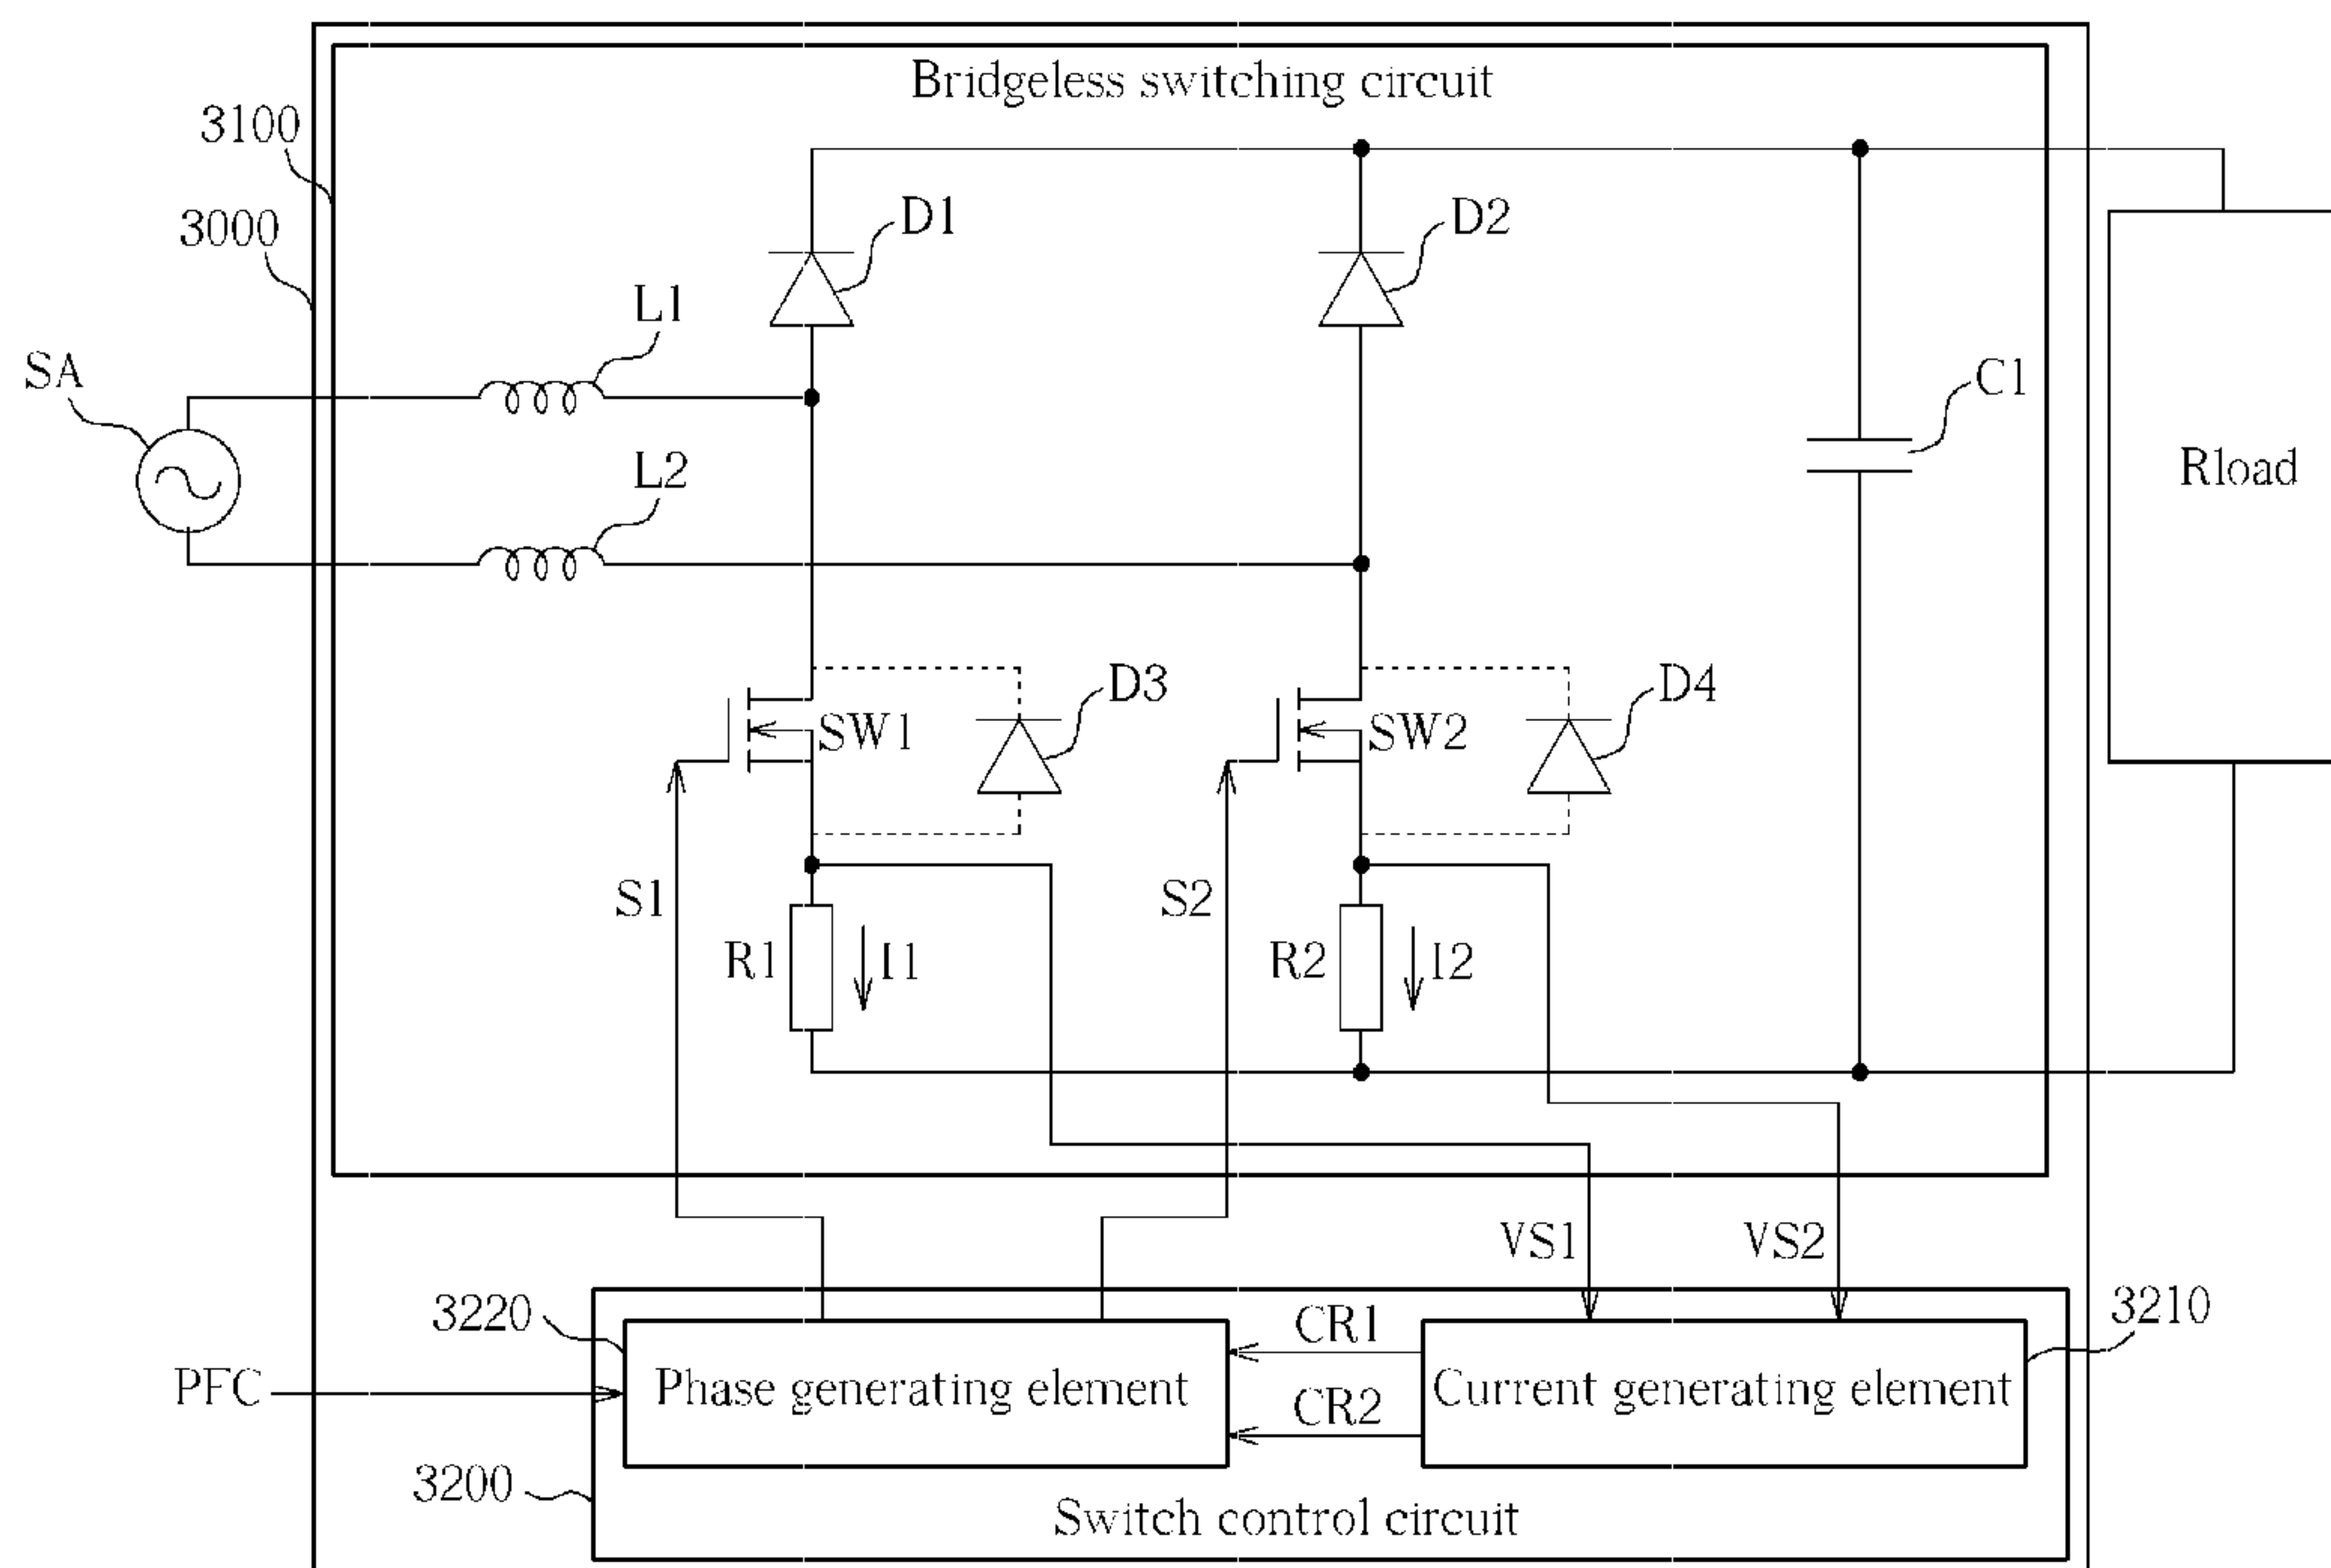 Bridgeless switching circuit
3100
3000
D1
D2
L1
SA
C1
L2
Rload
D3
D4
SW1
SW2
S1
S2
R1
I1
R2
I2
VS1
VS2
3220
CR1
3210
PFC
Phase generating element
CR2
Current generating element
3200
Switch control circuit